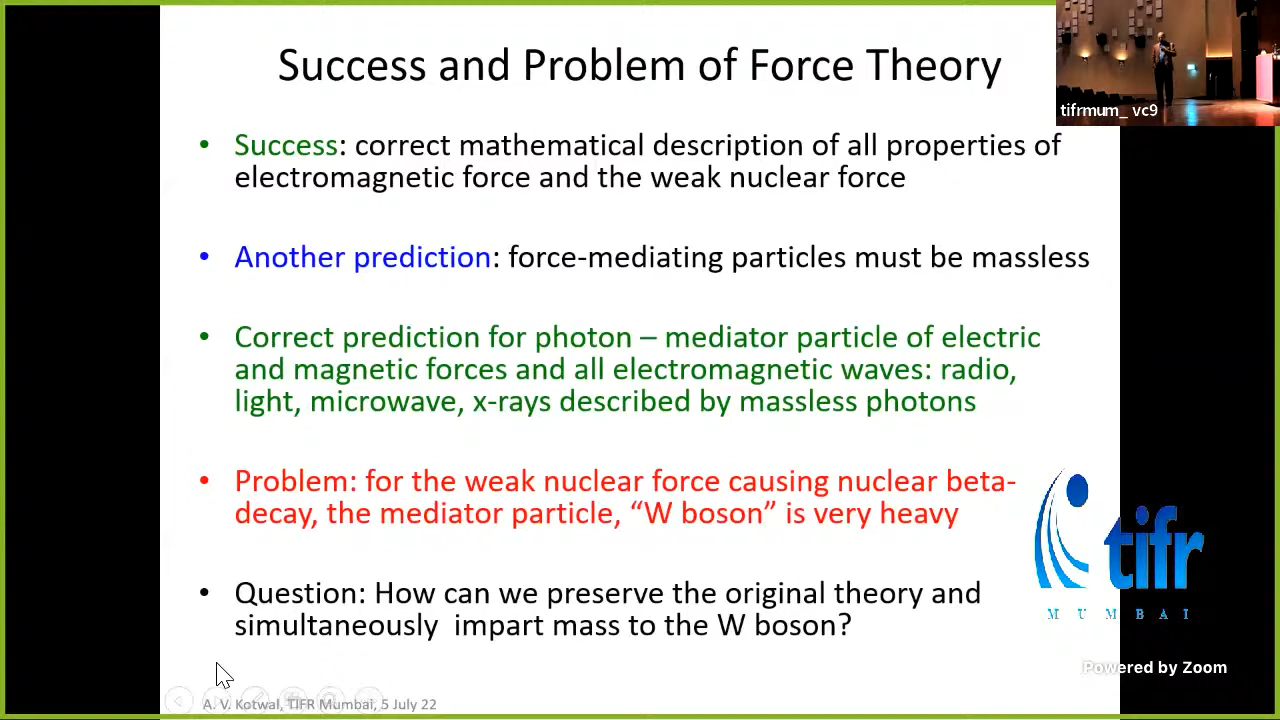 Success and Problem of Force Theory
tifrmum_ vc9
• Success: correct mathematical description of all properties of
electromagnetic force and the weak nuclear force
• Another prediction: force-mediating particles must be massless
• Correct prediction for photon – mediator particle of electric
and magnetic forces and all electromagnetic waves: radio,
light, microwave, x-rays described by massless photons
• Problem: for the weak nuclear force causing nuclear beta-
decay, the mediator particle, “W boson” is very heavy
• Question: How can we preserve the original theory and
simultaneously  impart mass to the W boson?
tifr
MUMBAI
Powered by Zoom
A. V. Kotwal, TIFR Mumbai, 5 July 22